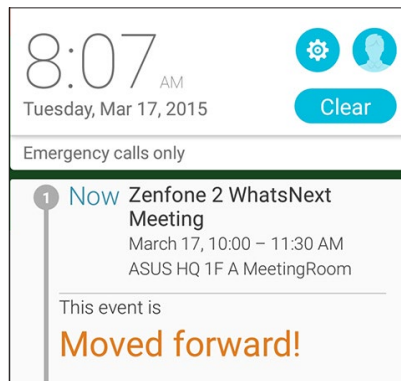 8:07 AM
Tuesday, Mar 17, 2015
Clear
Emergency calls only
1
Now Zenfone 2 WhatsNext
Meeting
March 17, 10:00 – 11:30 AM
ASUS HQ 1F A MeetingRoom
This event is
Moved forward!